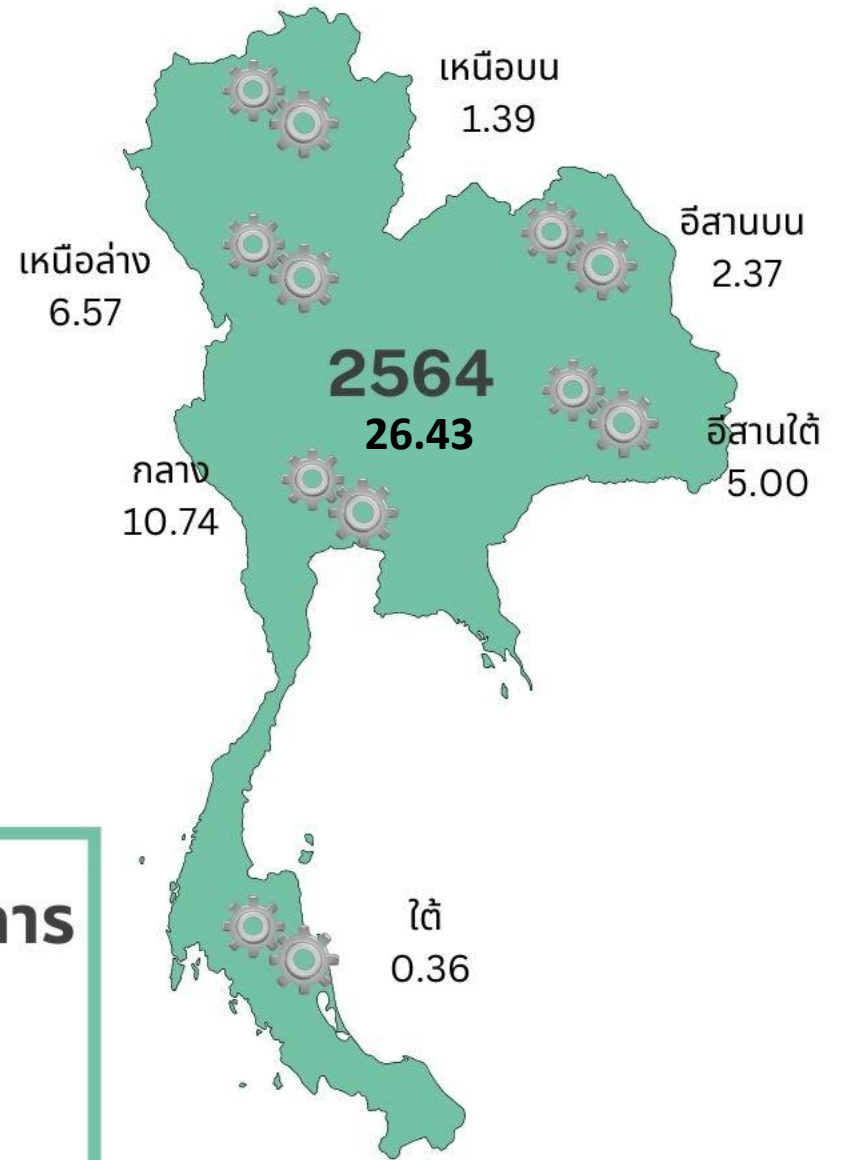 เหนือบน
1.39
อีสานบน
2.37
เหนือล่าง
6.57
2564
26.43
อีสานใต้
5.00
กลาง
10.74
ใต้
0.36